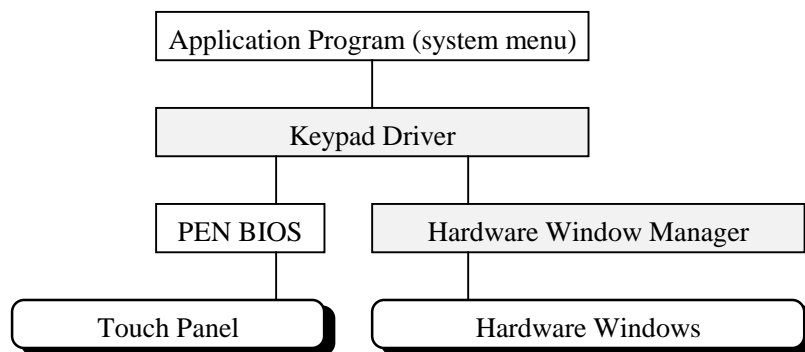 Application Program (system menu)
Keypad Driver
PEN BIOS
Hardware Window Manager
Touch Panel
Hardware Windows